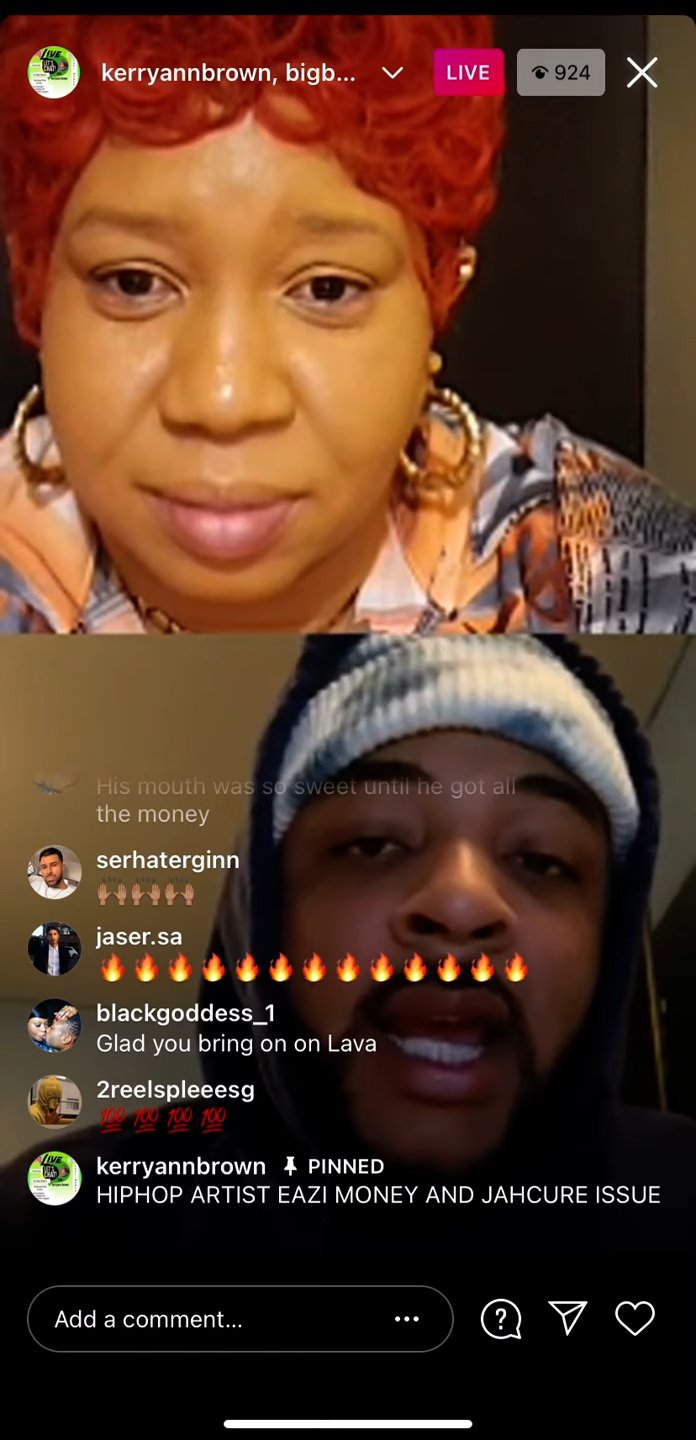 kerryannbrown, bigb...
LIVE
924
His mouth was so sweet until he got all
the money
serhaterginn
🙌🏽🙌🏽🙌🏽
jaser.sa
🔥🔥🔥🔥🔥🔥🔥🔥🔥🔥🔥🔥🔥
blackgoddess_1
Glad you bring on on Lava
2reelspleeesg
💯💯💯💯
kerryannbrown PINNED
HIPHOP ARTIST EAZI MONEY AND JAHCURE ISSUE
Add a comment...